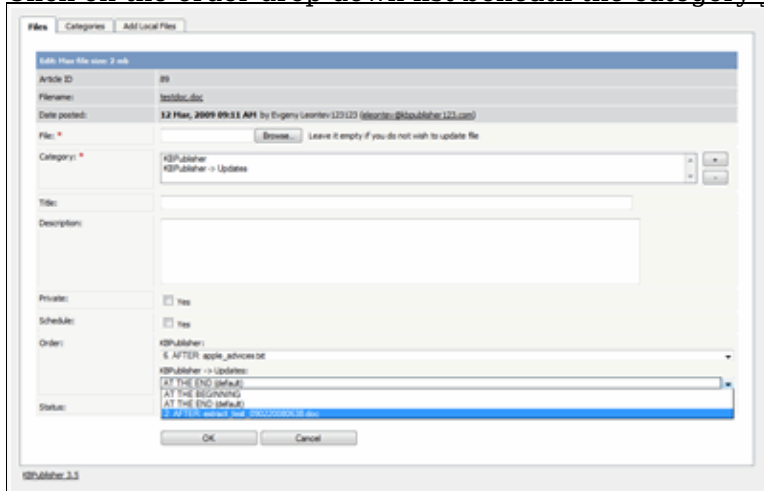 Click on the order drop down list beneath the category
Files Categories Add Local Files
Edit: Max file size: 2 mb
Article ID 89
Filename: testdoc.doc
Date posted: 12 Mar, 2009 09:11 AM by Evgeny Leontev123123 (eleontev@kbpublisher123.com)
File: * Browse... Leave it empty if you do not wish to update file
Category: * KBPublisher + 
KBPublisher -> Updates -
Title:
Description:
Private: Yes
Schedule: Yes
Order: KBPublisher:
6. AFTER: apple_advices.txt
KBPublisher -> Updates:
AT THE END (default)
AT THE BEGINNING
AT THE END (default)
Status: 2. AFTER: extract_test_090220080638.doc
OK Cancel
KBPublisher 3.5